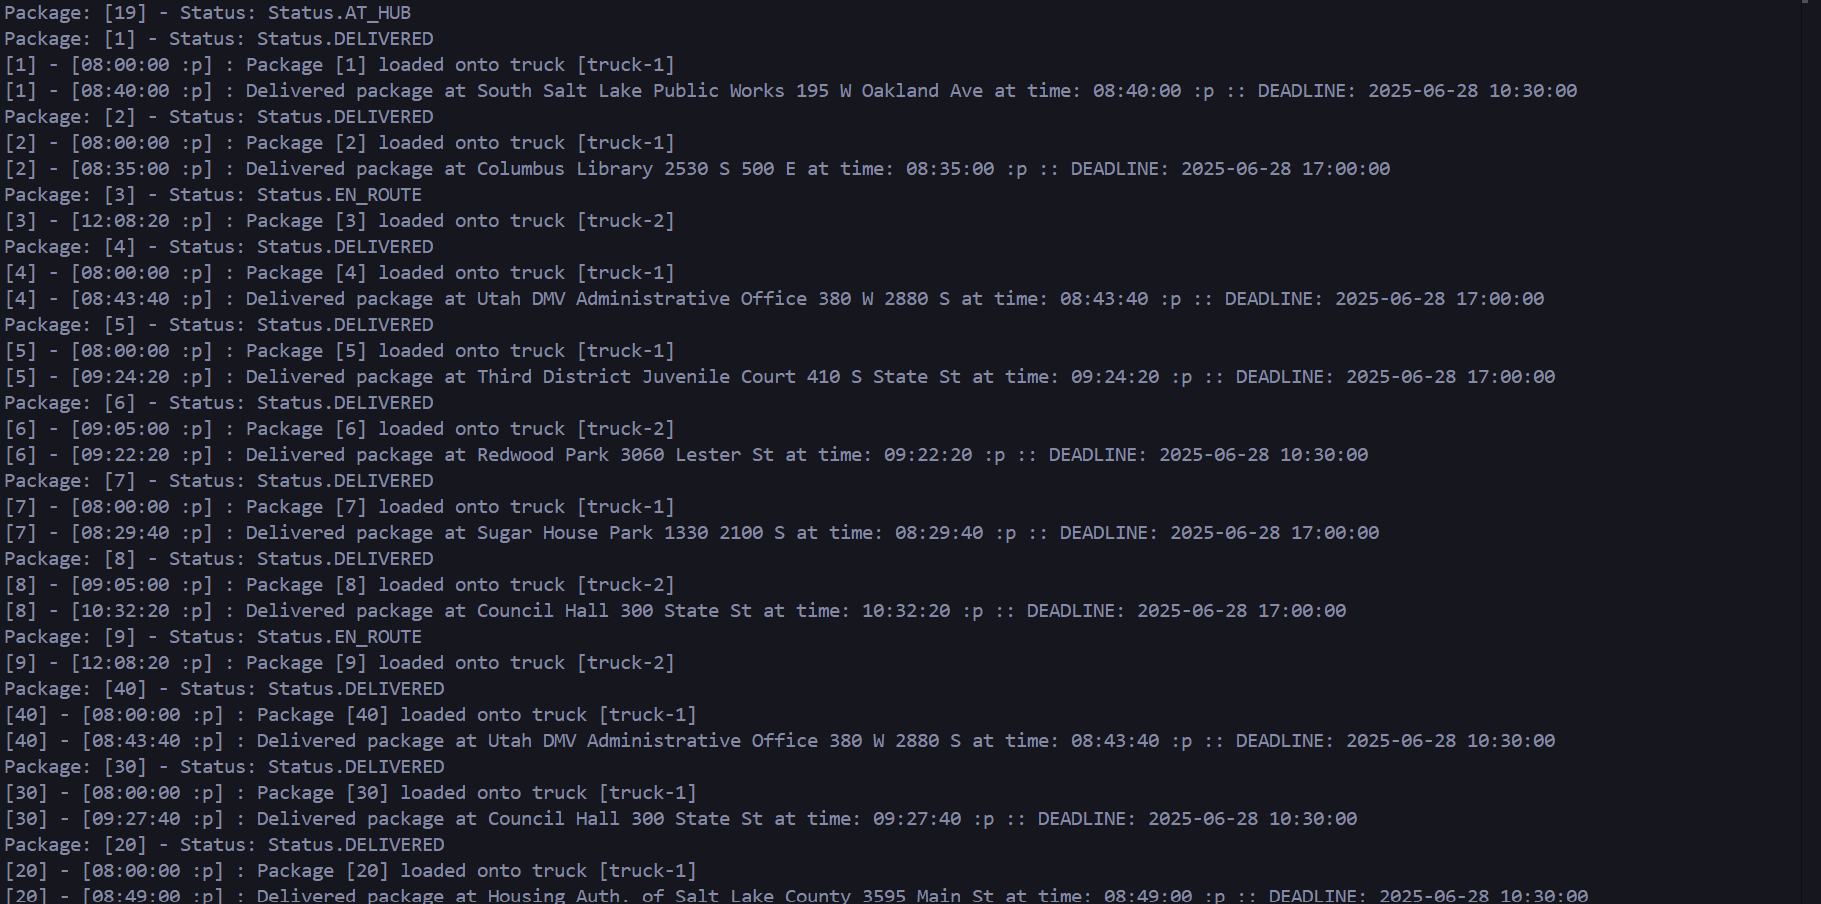 Package: [19] - Status: Status.AT_HUB
Package: [1] - Status: Status.DELIVERED
[1] - [08:00:00 :p] : Package [1] loaded onto truck [truck-1]
[1] - [08:40:00 :p] : Delivered package at South Salt Lake Public Works 195 W Oakland Ave at time: 08:40:00 :p :: DEADLINE: 2025-06-28 10:30:00
Package: [2] - Status: Status.DELIVERED
[2] - [08:00:00 :p] : Package [2] loaded onto truck [truck-1]
[2] - [08:35:00 :p] : Delivered package at Columbus Library 2530 S 500 E at time: 08:35:00 :p :: DEADLINE: 2025-06-28 17:00:00
Package: [3] - Status: Status.EN_ROUTE
[3] - [12:08:20 :p] : Package [3] loaded onto truck [truck-2]
Package: [4] - Status: Status.DELIVERED
[4] - [08:00:00 :p] : Package [4] loaded onto truck [truck-1]
[4] - [08:43:40 :p] : Delivered package at Utah DMV Administrative Office 380 W 2880 S at time: 08:43:40 :p :: DEADLINE: 2025-06-28 17:00:00
Package: [5] - Status: Status.DELIVERED
[5] - [08:00:00 :p] : Package [5] loaded onto truck [truck-1]
[5] - [09:24:20 :p] : Delivered package at Third District Juvenile Court 410 S State St at time: 09:24:20 :p :: DEADLINE: 2025-06-28 17:00:00
Package: [6] - Status: Status.DELIVERED
[6] - [09:05:00 :p] : Package [6] loaded onto truck [truck-2]
[6] - [09:22:20 :p] : Delivered package at Redwood Park 3060 Lester St at time: 09:22:20 :p :: DEADLINE: 2025-06-28 10:30:00
Package: [7] - Status: Status.DELIVERED
[7] - [08:00:00 :p] : Package [7] loaded onto truck [truck-1]
[7] - [08:29:40 :p] : Delivered package at Sugar House Park 1330 2100 S at time: 08:29:40 :p :: DEADLINE: 2025-06-28 17:00:00
Package: [8] - Status: Status.DELIVERED
[8] - [09:05:00 :p] : Package [8] loaded onto truck [truck-2]
[8] - [10:32:20 :p] : Delivered package at Council Hall 300 State St at time: 10:32:20 :p :: DEADLINE: 2025-06-28 17:00:00
Package: [9] - Status: Status.EN_ROUTE
[9] - [12:08:20 :p] : Package [9] loaded onto truck [truck-2]
Package: [40] - Status: Status.DELIVERED
[40] - [08:00:00 :p] : Package [40] loaded onto truck [truck-1]
[40] - [08:43:40 :p] : Delivered package at Utah DMV Administrative Office 380 W 2880 S at time: 08:43:40 :p :: DEADLINE: 2025-06-28 10:30:00
Package: [30] - Status: Status.DELIVERED
[30] - [08:00:00 :p] : Package [30] loaded onto truck [truck-1]
[30] - [09:27:40 :p] : Delivered package at Council Hall 300 State St at time: 09:27:40 :p :: DEADLINE: 2025-06-28 10:30:00
Package: [20] - Status: Status.DELIVERED
[20] - [08:00:00 :p] : Package [20] loaded onto truck [truck-1]
[20] - [08:49:00 :p] : Delivered package at Housing Auth. of Salt Lake County 3595 Main St at time: 08:49:00 :p :: DEADLINE: 2025-06-28 10:30:00